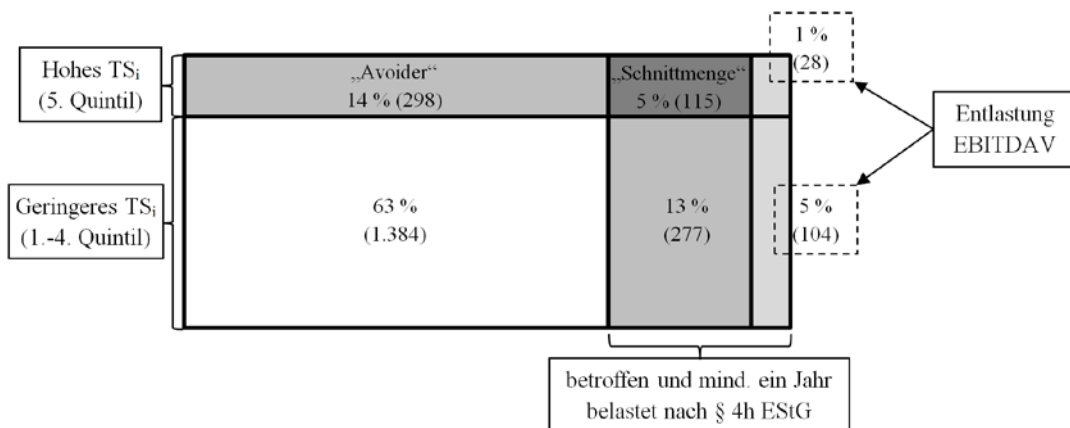 1 %
(28)
Hohes TSi
(5. Quintil)
„Avoider“
14 % (298)
„Schnittmenge“
5 % (115)
Entlastung
EBITDAV
Geringeres TSi
(1.-4. Quintil)
63 %
(1.384)
13 %
(277)
5 %
(104)
betroffen und mind. ein Jahr
belastet nach § 4h EStG